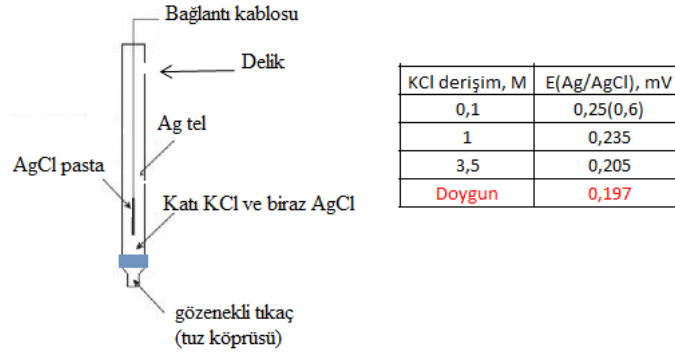 Bağlantı kablosu
Delik
Ag tel
AgCl pasta
Katı KCl ve biraz AgCl
gözenekli tıkaç
(tuz köprüsü)
KCl derişim, M E(Ag/AgCl), mV
0,1 0,25(0,6)
1 0,235
3,5 0,205
Doygun 0,197